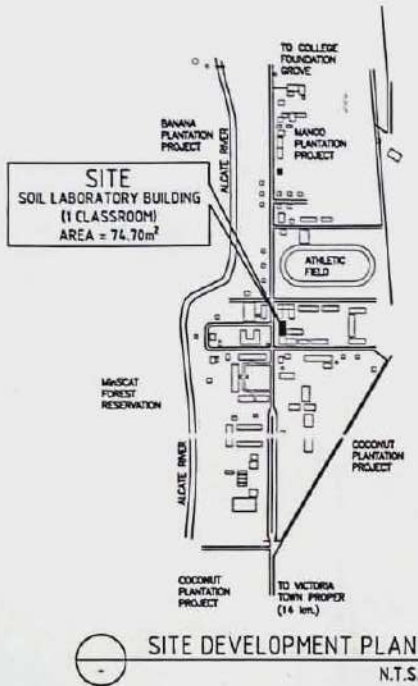 TO COLLEGE
FOUNDATION
GROVE
BANANA
PLANTATION
PROJECT
ALCATE RIVER
MANGO
PLANTATION
PROJECT
SITE
SOIL LABORATORY BUILDING
(1 CLASSROOM)
AREA = 74.70m²
ATHLETIC
FIELD
MinSCAT
FOREST
RESERVATION
ALCATE RIVER
COCONUT
PLANTATION
PROJECT
COCONUT
PLANTATION
PROJECT
TO VICTORIA
TOWN PROPER
(14 km.)
SITE DEVELOPMENT PLAN
N.T.S.